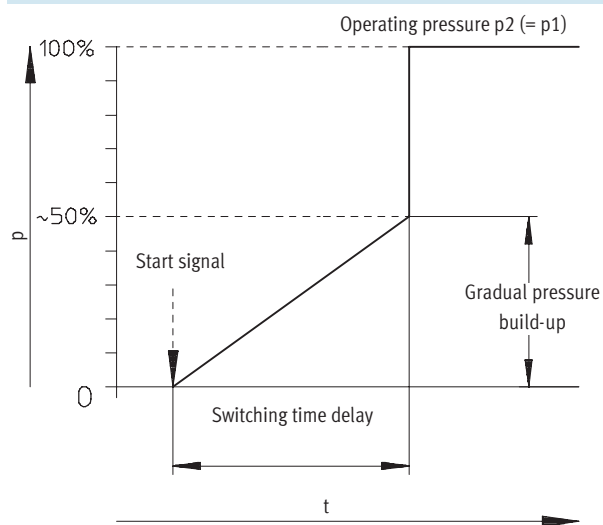 Operating pressure p2 (= p1)
100%
~50%
p
Start signal
Gradual pressure
build-up
0
Switching time delay
t